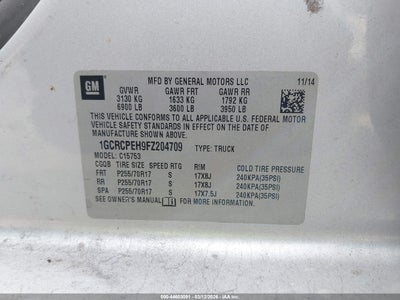 GM
MFD BY GENERAL MOTORS LLC 11/14
GVWR GAWR FRT GAWR RR
3130 KG 1633 KG 1792 KG
6900 LB 3600 LB 3950 LB
THIS VEHICLE CONFORMS TO ALL APPLICABLE U.S. FEDERAL MOTOR
VEHICLE SAFETY AND THEFT PREVENTION STANDARDS IN EFFECT ON
THE DATE OF MANUFACTURE SHOWN ABOVE.
1GCRCPEH9FZ204709 TYPE: TRUCK
MODEL: C15753
CGQB TIRE SIZE SPEED RTG RIM COLD TIRE PRESSURE
FRT P255/70R17 S 17X8J 240KPA(35PSI)
RR P255/70R17 S 17X8J 240KPA(35PSI)
SPA P255/70R17 S 17X7.5J 240KPA(35PSI)
SEE OWNER'S MANUAL FOR ADDITIONAL INFORMATION.